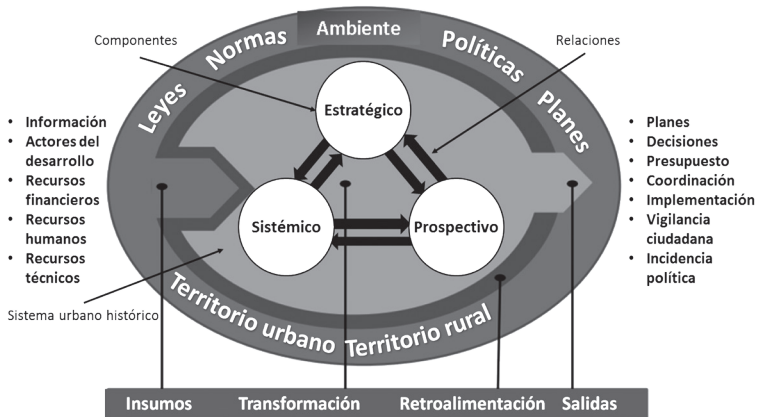 Ambiente
Leyes Normas Políticas Planes
Componentes
Relaciones
• Información
• Actores del
desarrollo
• Recursos
financieros
• Recursos
humanos
• Recursos
técnicos
Estratégico
Sistémico
Prospectivo
• Planes
• Decisiones
• Presupuesto
• Coordinación
• Implementación
• Vigilancia
ciudadana
• Incidencia
política
Sistema urbano histórico
Territorio urbano Territorio rural
Insumos Transformación Retroalimentación Salidas